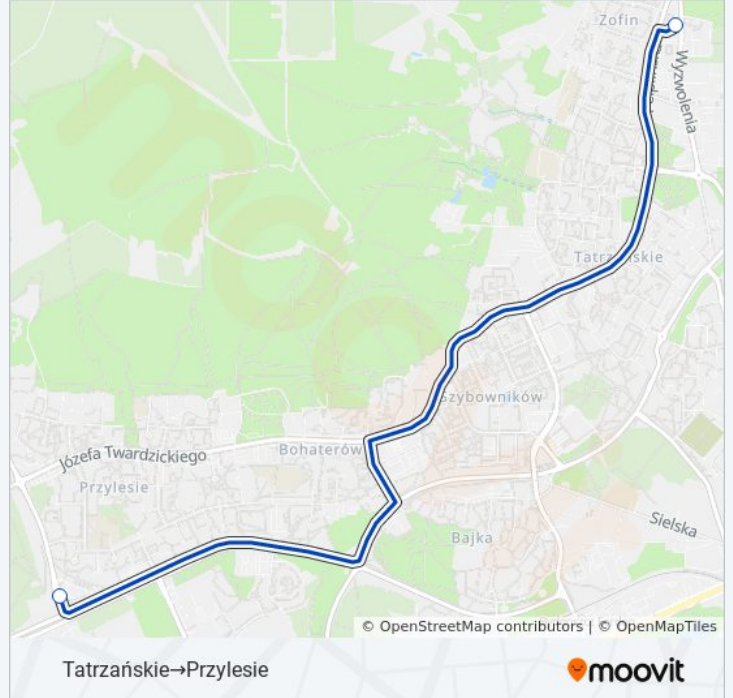 Zofin
Wyzwolenia
Tatrzańskie
Szybowników
Bohaterów
Józefa Twardzickiego
Przylesie
Bajka
Sielska
© OpenStreetMap contributors | © OpenMapTiles
Tatrzańskie→Przylesie
moovit